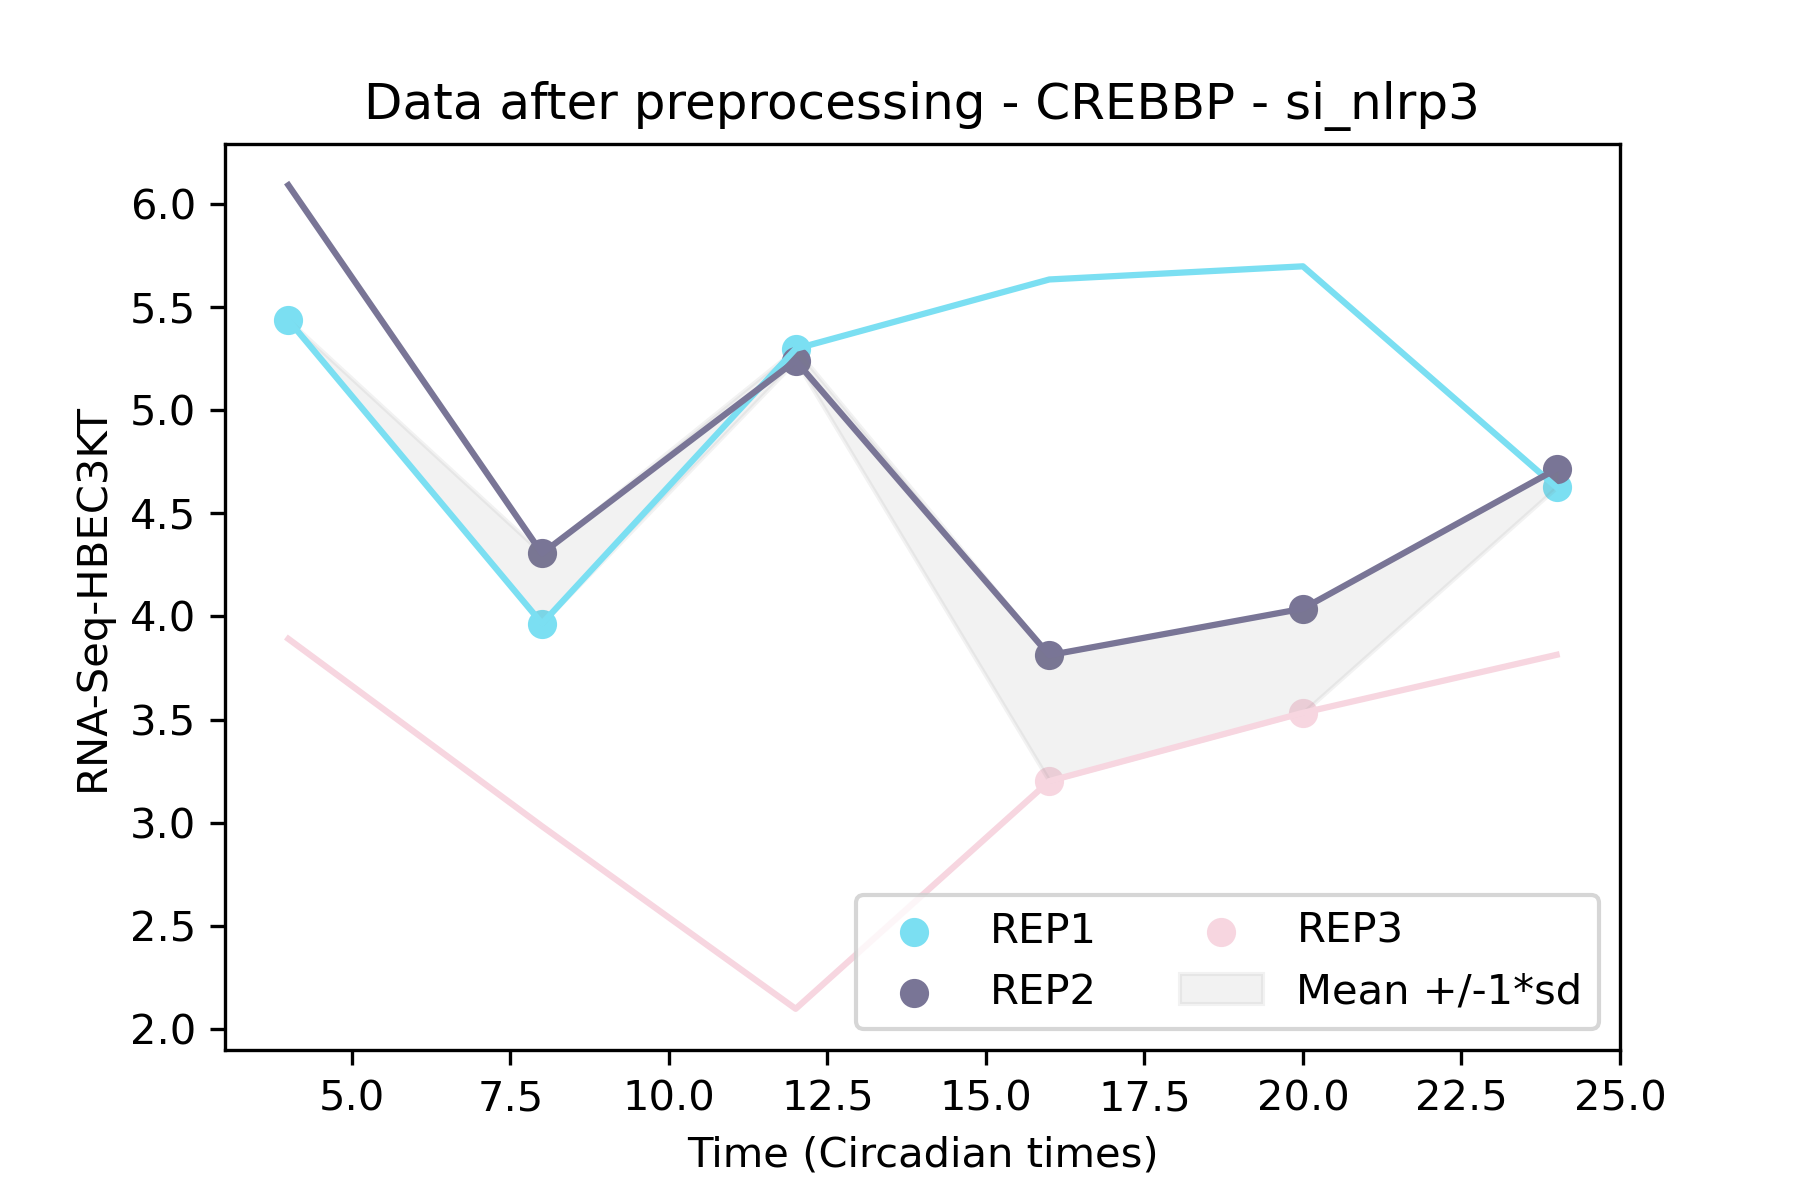 Data after preprocessing - CREBBP - si_nlrp3
RNA-Seq-HBEC3KT
6.0
5.5
5.0
4.5
4.0
3.5
3.0
2.5
2.0
REP1
REP2
REP3
Mean +/-1*sd
5.0 7.5 10.0 12.5 15.0 17.5 20.0 22.5 25.0
Time (Circadian times)